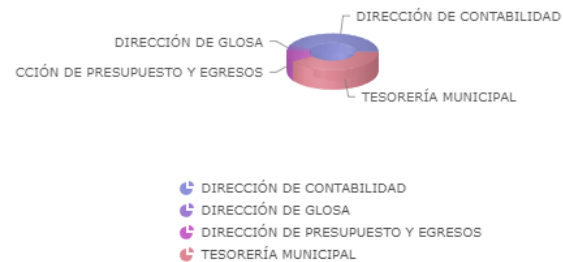 DIRECCIÓN DE CONTABILIDAD
DIRECCIÓN DE GLOSA
CCIÓN DE PRESUPUESTO Y EGRESOS
TESORERÍA MUNICIPAL
DIRECCIÓN DE CONTABILIDAD
DIRECCIÓN DE GLOSA
DIRECCIÓN DE PRESUPUESTO Y EGRESOS
TESORERÍA MUNICIPAL